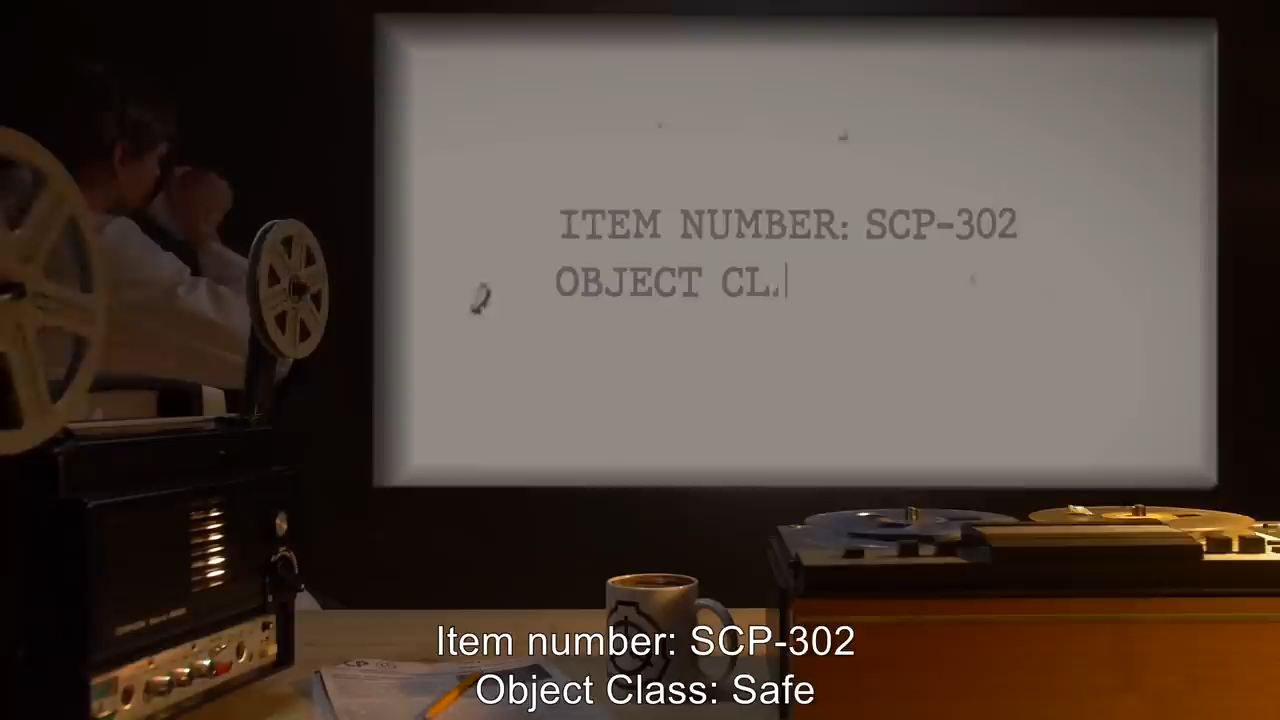 ITEM NUMBER: SCP-302
OBJECT CL.
Item number: SCP-302
Object Class: Safe